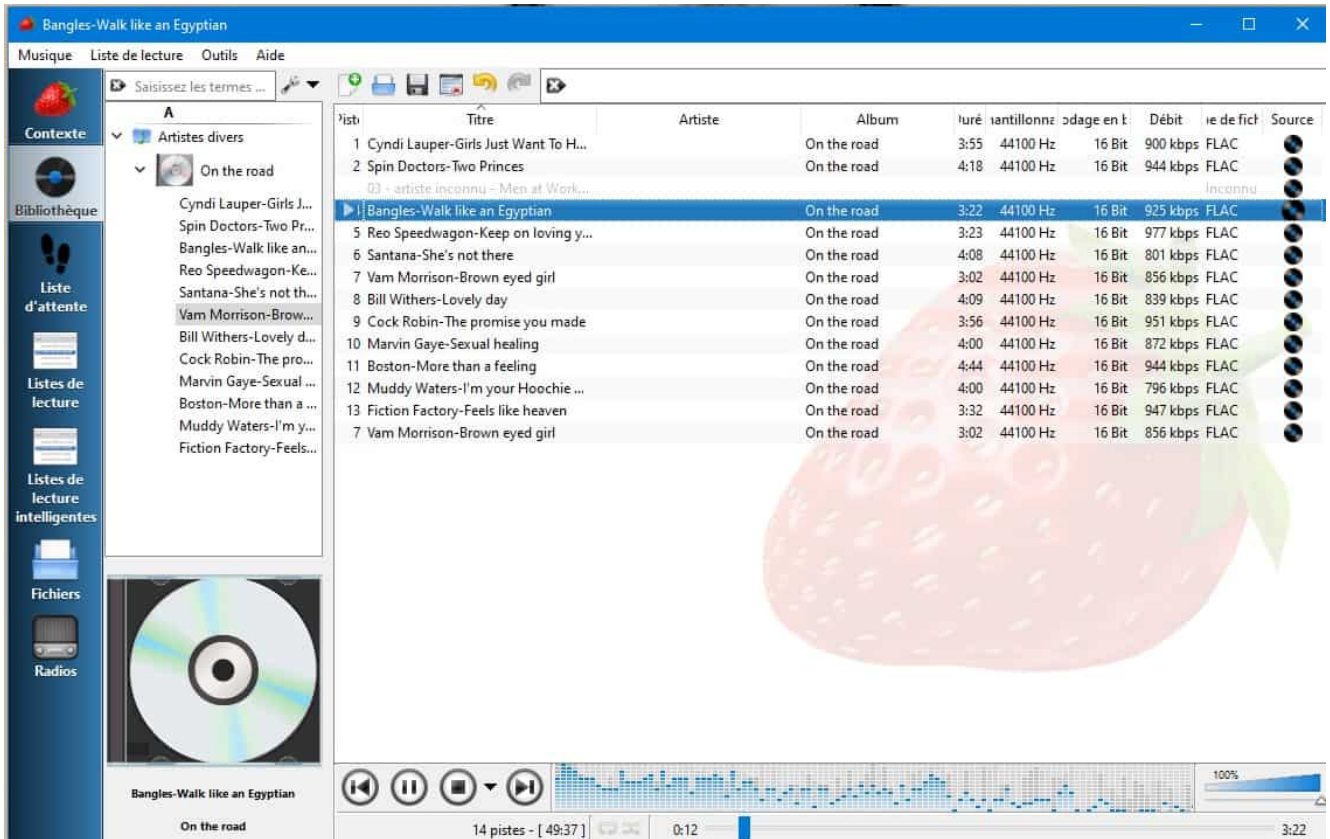 Bangles-Walk like an Egyptian
Musique Liste de lecture Outils Aide
Saisissez les termes ...
Contexte
Bibliothèque
Liste
d'attente
Listes de
lecture
Listes de
lecture
intelligentes
Fichiers
Radios
A
Artistes divers
On the road
Cyndi Lauper-Girls J...
Spin Doctors-Two Pr...
Bangles-Walk like an...
Reo Speedwagon-Ke...
Santana-She's not th...
Vam Morrison-Brow...
Bill Withers-Lovely d...
Cock Robin-The pro...
Marvin Gaye-Sexual ...
Boston-More than a ...
Muddy Waters-I'm y...
Fiction Factory-Feels...
Titre Artiste Album Débit Source
1 Cyndi Lauper-Girls Just Want To H... On the road 3:55 44100 Hz 16 Bit 900 kbps FLAC
2 Spin Doctors-Two Princes On the road 4:18 44100 Hz 16 Bit 944 kbps FLAC
03 - artiste inconnu - Men at Work... Inconnu
Bangles-Walk like an Egyptian On the road 3:22 44100 Hz 16 Bit 925 kbps FLAC
5 Reo Speedwagon-Keep on loving y... On the road 3:23 44100 Hz 16 Bit 977 kbps FLAC
6 Santana-She's not there On the road 4:08 44100 Hz 16 Bit 801 kbps FLAC
7 Vam Morrison-Brown eyed girl On the road 3:02 44100 Hz 16 Bit 856 kbps FLAC
8 Bill Withers-Lovely day On the road 4:09 44100 Hz 16 Bit 839 kbps FLAC
9 Cock Robin-The promise you made On the road 3:56 44100 Hz 16 Bit 951 kbps FLAC
10 Marvin Gaye-Sexual healing On the road 4:00 44100 Hz 16 Bit 872 kbps FLAC
11 Boston-More than a feeling On the road 4:44 44100 Hz 16 Bit 944 kbps FLAC
12 Muddy Waters-I'm your Hoochie ... On the road 4:00 44100 Hz 16 Bit 796 kbps FLAC
13 Fiction Factory-Feels like heaven On the road 3:32 44100 Hz 16 Bit 947 kbps FLAC
7 Vam Morrison-Brown eyed girl On the road 3:02 44100 Hz 16 Bit 856 kbps FLAC
Bangles-Walk like an Egyptian
On the road
100%
14 pistes - [ 49:37 ] 0:12 3:22